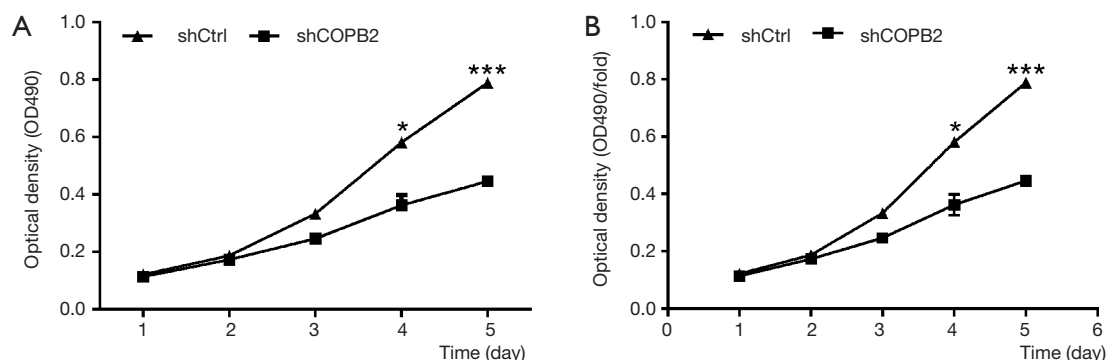 A
shCtrl shCOPB2
Optical density (OD490)
1.0
0.8
0.6
0.4
0.2
0.0
*
***
1 2 3 4 5
Time (day)
B
shCtrl shCOPB2
Optical density (OD490/fold)
1.0
0.8
0.6
0.4
0.2
0.0
*
***
0 1 2 3 4 5 6
Time (day)